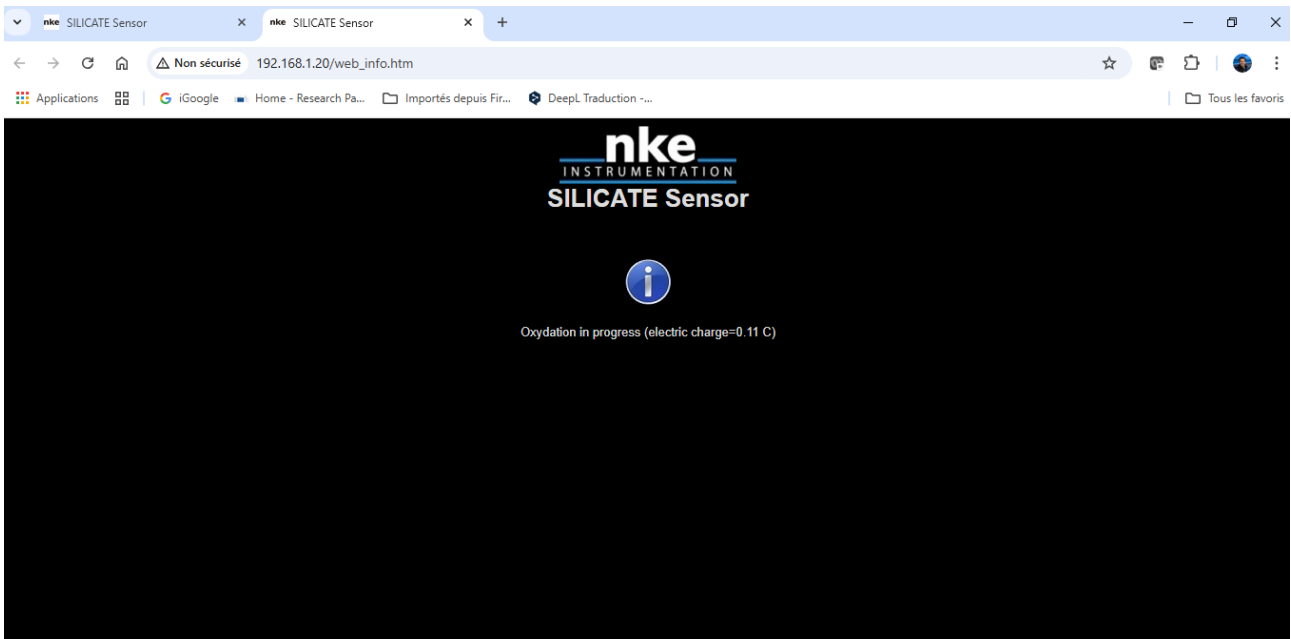 nke SILICATE Sensor
nke SILICATE Sensor
Non sécurisé 192.168.1.20/web_info.htm
Applications G iGoogle Home - Research Pa... Importés depuis Fir... DeepL Traduction -... Tous les favoris
nke
INSTRUMENTATION
SILICATE Sensor
i
Oxydation in progress (electric charge=0.11 C)